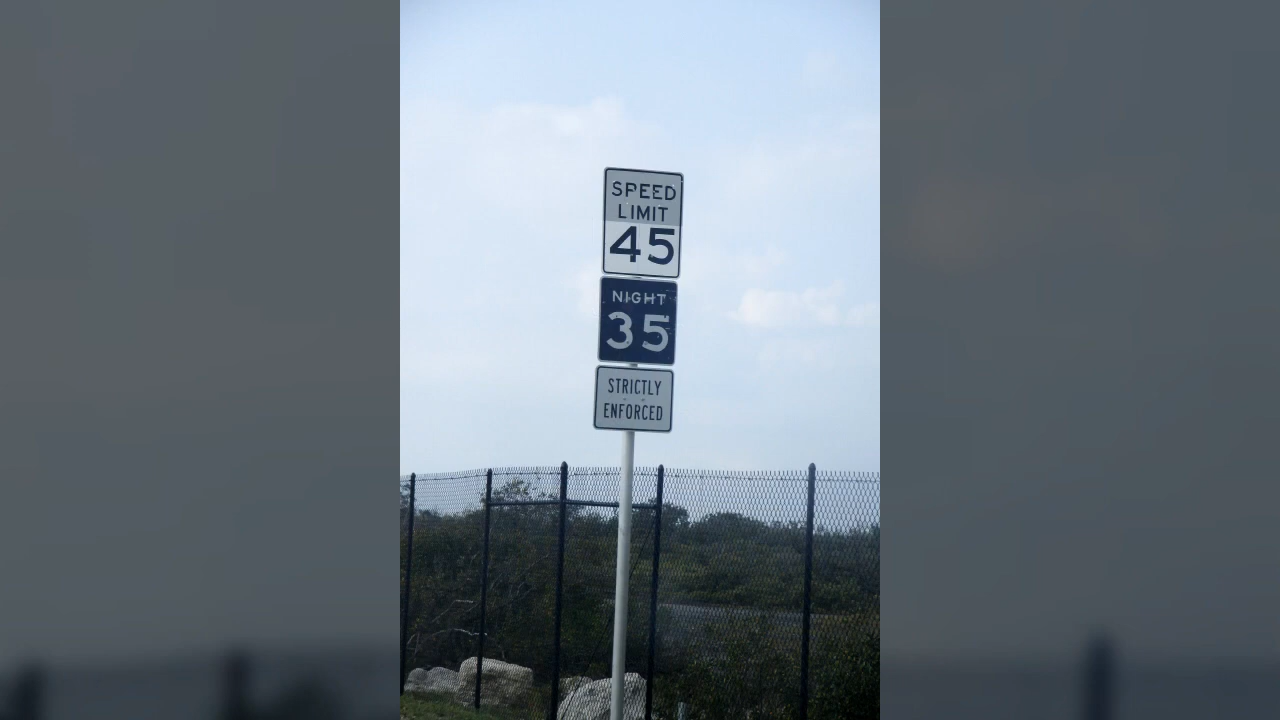 SPEED
LIMIT
45
NIGHT
35
STRICTLY
ENFORCED